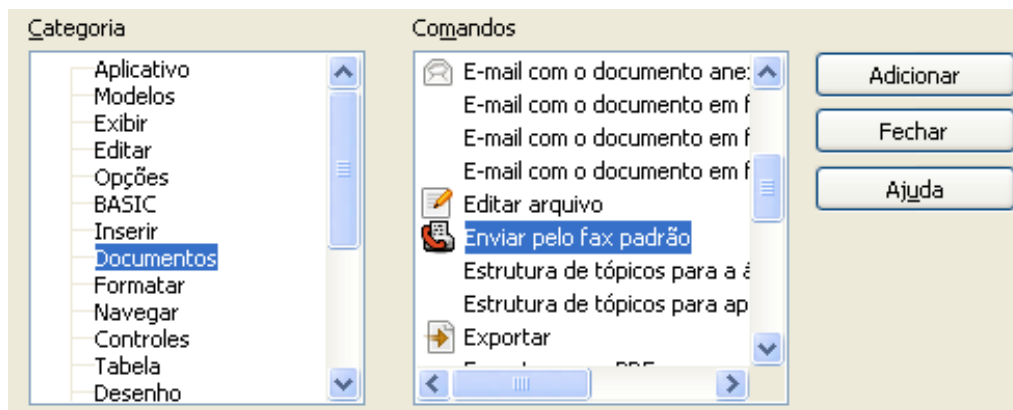 Categoria
Aplicativo
Modelos
Exibir
Editar
Opções
BASIC
Inserir
Documentos
Formatar
Navegar
Controles
Tabela
Desenho
Comandos
E-mail com o documento ane
E-mail com o documento em f
E-mail com o documento em f
E-mail com o documento em f
Editar arquivo
Enviar pelo fax padrão
Estrutura de tópicos para a á
Estrutura de tópicos para ap
Exportar
Adicionar
Fechar
Ajuda